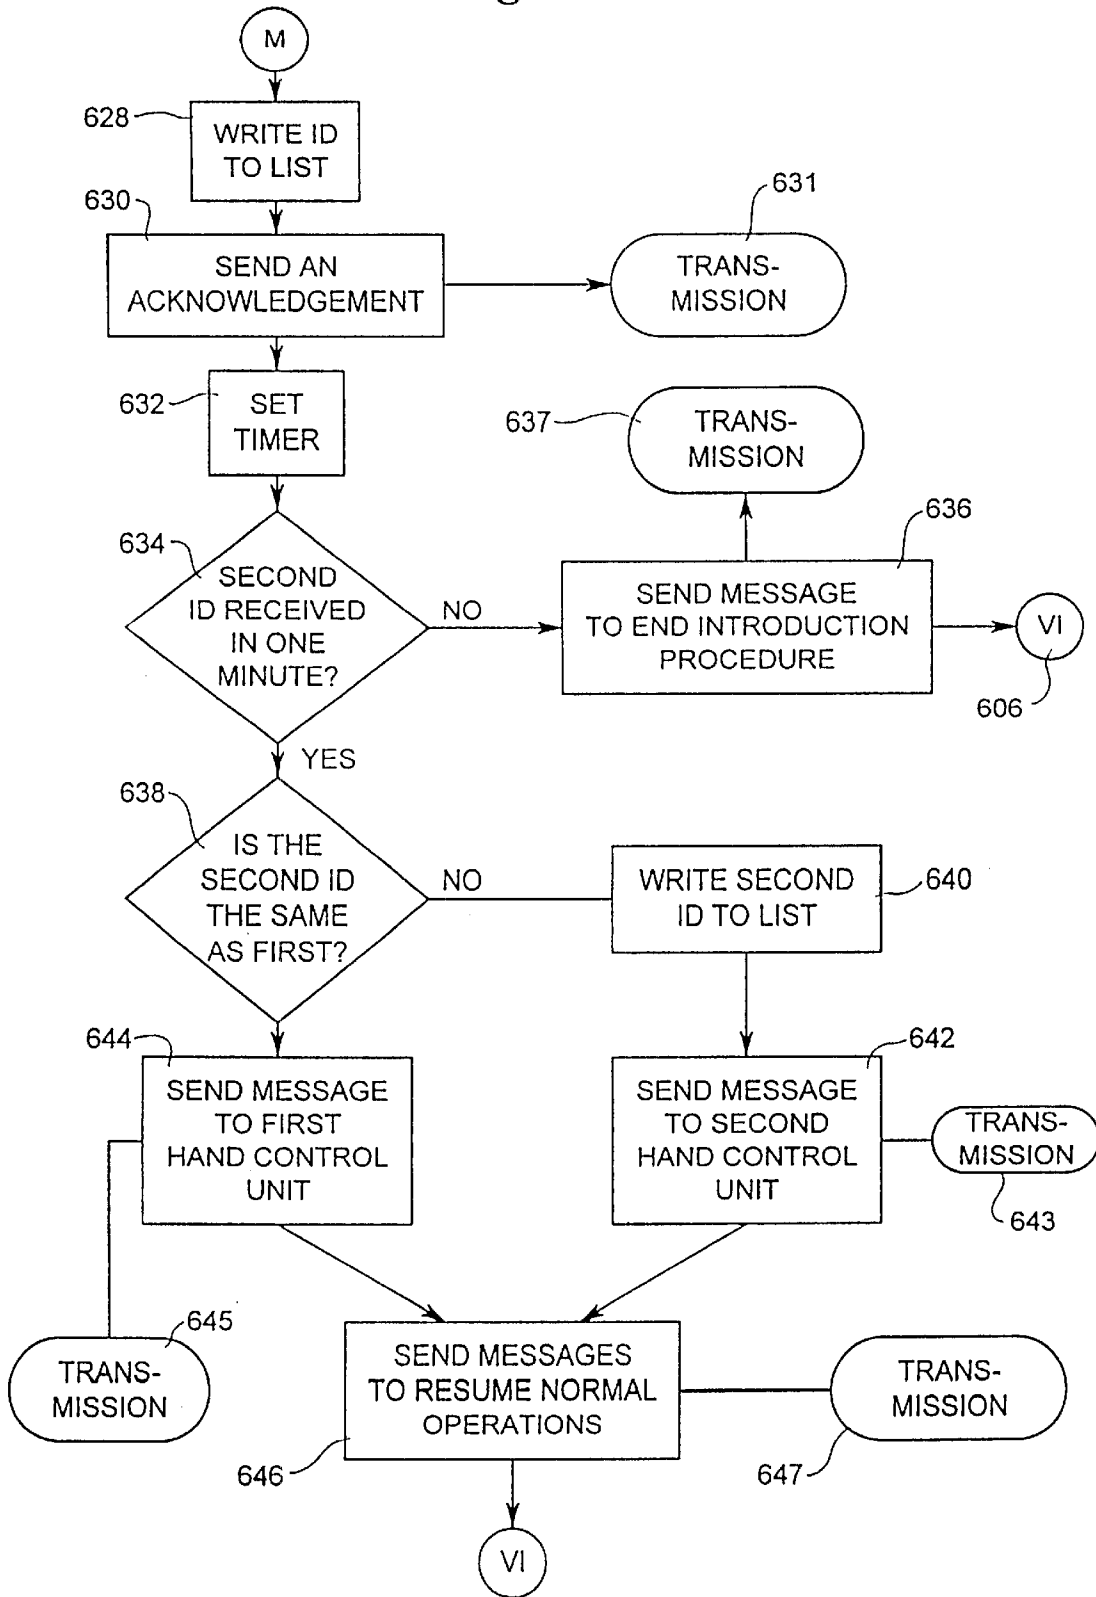 M
628
WRITE ID
TO LIST
630
SEND AN
ACKNOWLEDGEMENT
631
TRANS-
MISSION
632
SET
TIMER
637
TRANS-
MISSION
634
SECOND
ID RECEIVED
IN ONE
MINUTE?
NO
636
SEND MESSAGE
TO END INTRODUCTION
PROCEDURE
VI
606
YES
638
IS THE
SECOND ID
THE SAME
AS FIRST?
NO
WRITE SECOND
ID TO LIST
640
644
SEND MESSAGE
TO FIRST
HAND CONTROL
UNIT
642
SEND MESSAGE
TO SECOND
HAND CONTROL
UNIT
TRANS-
MISSION
643
645
TRANS-
MISSION
SEND MESSAGES
TO RESUME NORMAL
OPERATIONS
646
TRANS-
MISSION
647
VI